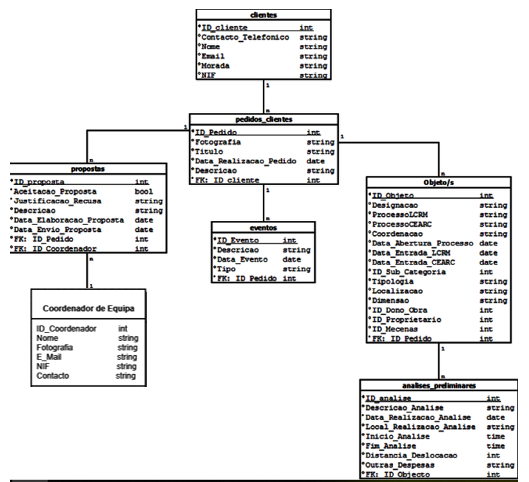 clientes
*ID_cliente int
*Contacto_Telefonico string
*Nome string
*Email string
*Morada string
*NIF string
1
n
pedidos_clientes
*ID_Pedido int
*Fotografia string
*Titulo string
*Data_Realizacao_Pedido date
*Descricao string
*FK: ID_cliente int
1
1
1
n
n
n
propostas
*ID_proposta int
*Aceitacao_Proposta bool
*Justificacao_Recusa string
*Descricao string
*Data_Elaboracao_Proposta date
*Data_Envio_Proposta date
*FK: ID_Pedido int
*FK: ID_Coordenador int
n
1
Coordenador de Equipa
ID_Coordenador int
Nome string
Fotografia string
E_Mail string
NIF string
Contacto string
eventos
*ID_Evento int
*Descricao string
*Data_Evento date
*Tipo string
*FK: ID_Pedido int
Objeto/s
*ID_Objeto int
*Designacao string
*ProcessoLCRM string
*ProcessoCEARC string
*Coordenacao string
*Data_Abertura_Processo date
*Data_Entrada_LCRM date
*Data_Entrada_CEARC date
*ID_Sub_Categoria int
*Tipologia string
*Localizacao string
*Dimensao string
*ID_Dono_Obra int
*ID_Proprietario int
*ID_Mecenas int
*FK: ID_Pedido int
1
n
analises_preliminares
*ID_analise int
*Descricao_Analise string
*Data_Realizacao_Analise date
*Local_Realizacao_Analise string
*Inicio_Analise time
*Fim_Analise time
*Distancia_Deslocacao int
*Outras_Despesas string
*FK: ID_Objecto int